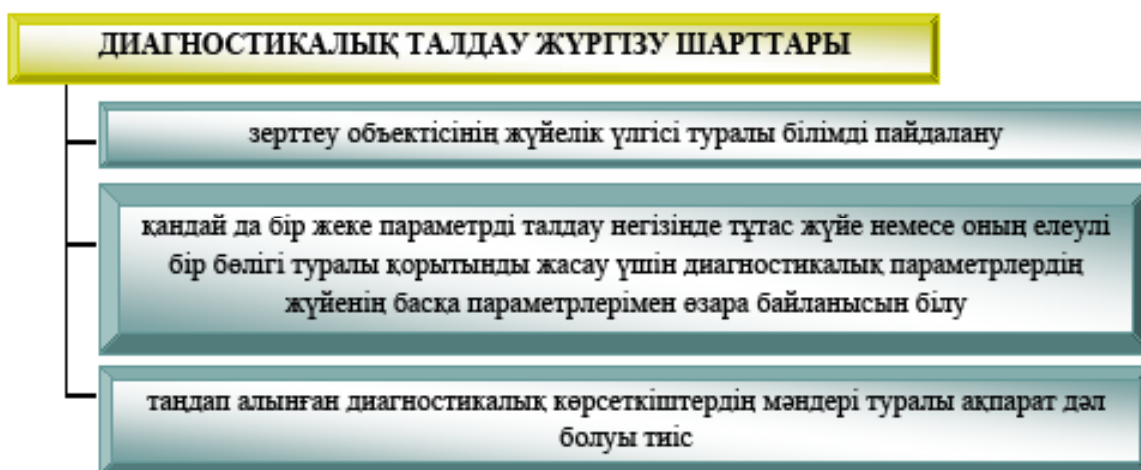 ДИАГНОСТИКАЛЫҚ ТАЛДАУ ЖҮРГІЗУ ШАРТТАРЫ
зерттеу объектісінің жүйелік үлгісі туралы білімді пайдалану
қандай да бір жеке параметрді талдау негізінде тұтас жүйе немесе оның елеулі
бір бөлігі туралы қорытынды жасау үшін диагностикалық параметрлердің
жүйенің басқа параметрлерімен өзара байланысын білу
таңдап алынған диагностикалық көрсеткіштердің мәндері туралы ақпарат дәл
болуы тиіс